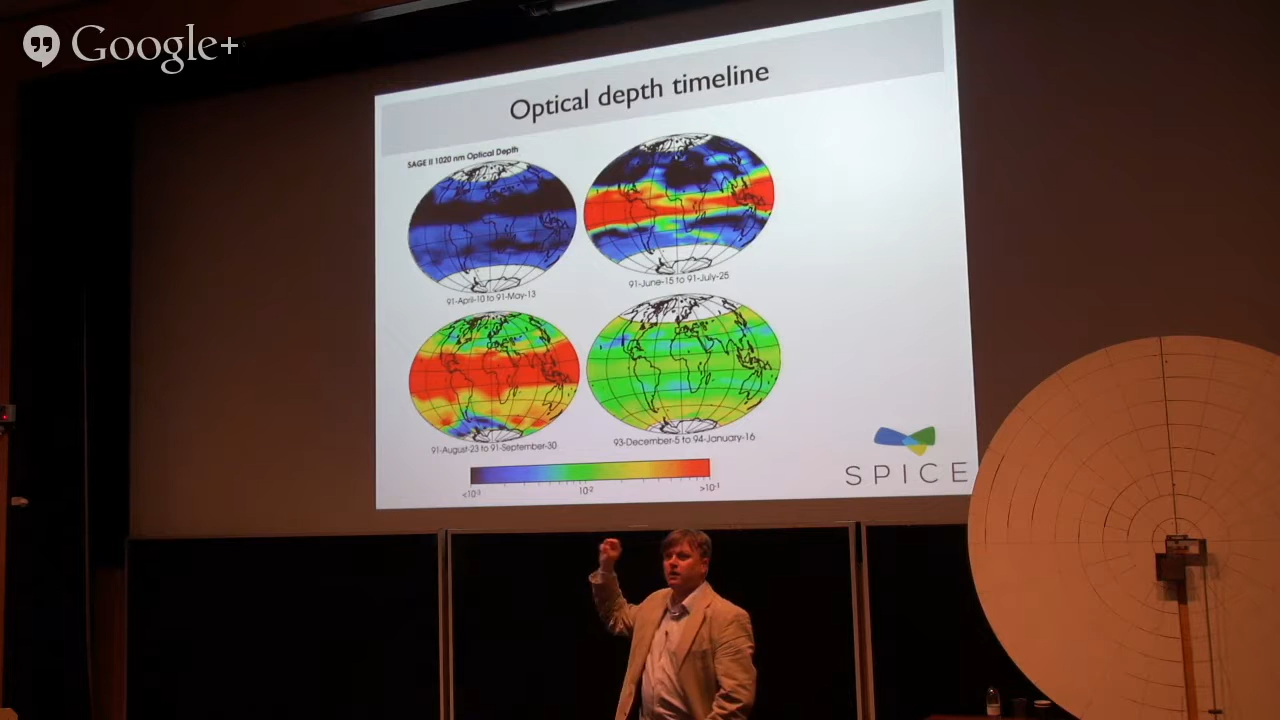 Google+
Optical depth timeline
SAGE II 1020 nm Optical Depth
91-April-10 to 91-May-13
91-June-15 to 91-July-25
91-August-23 to 91-September-30
93-December-5 to 94-January-16
<10⁻³
10⁻²
>10⁻¹
SPICE